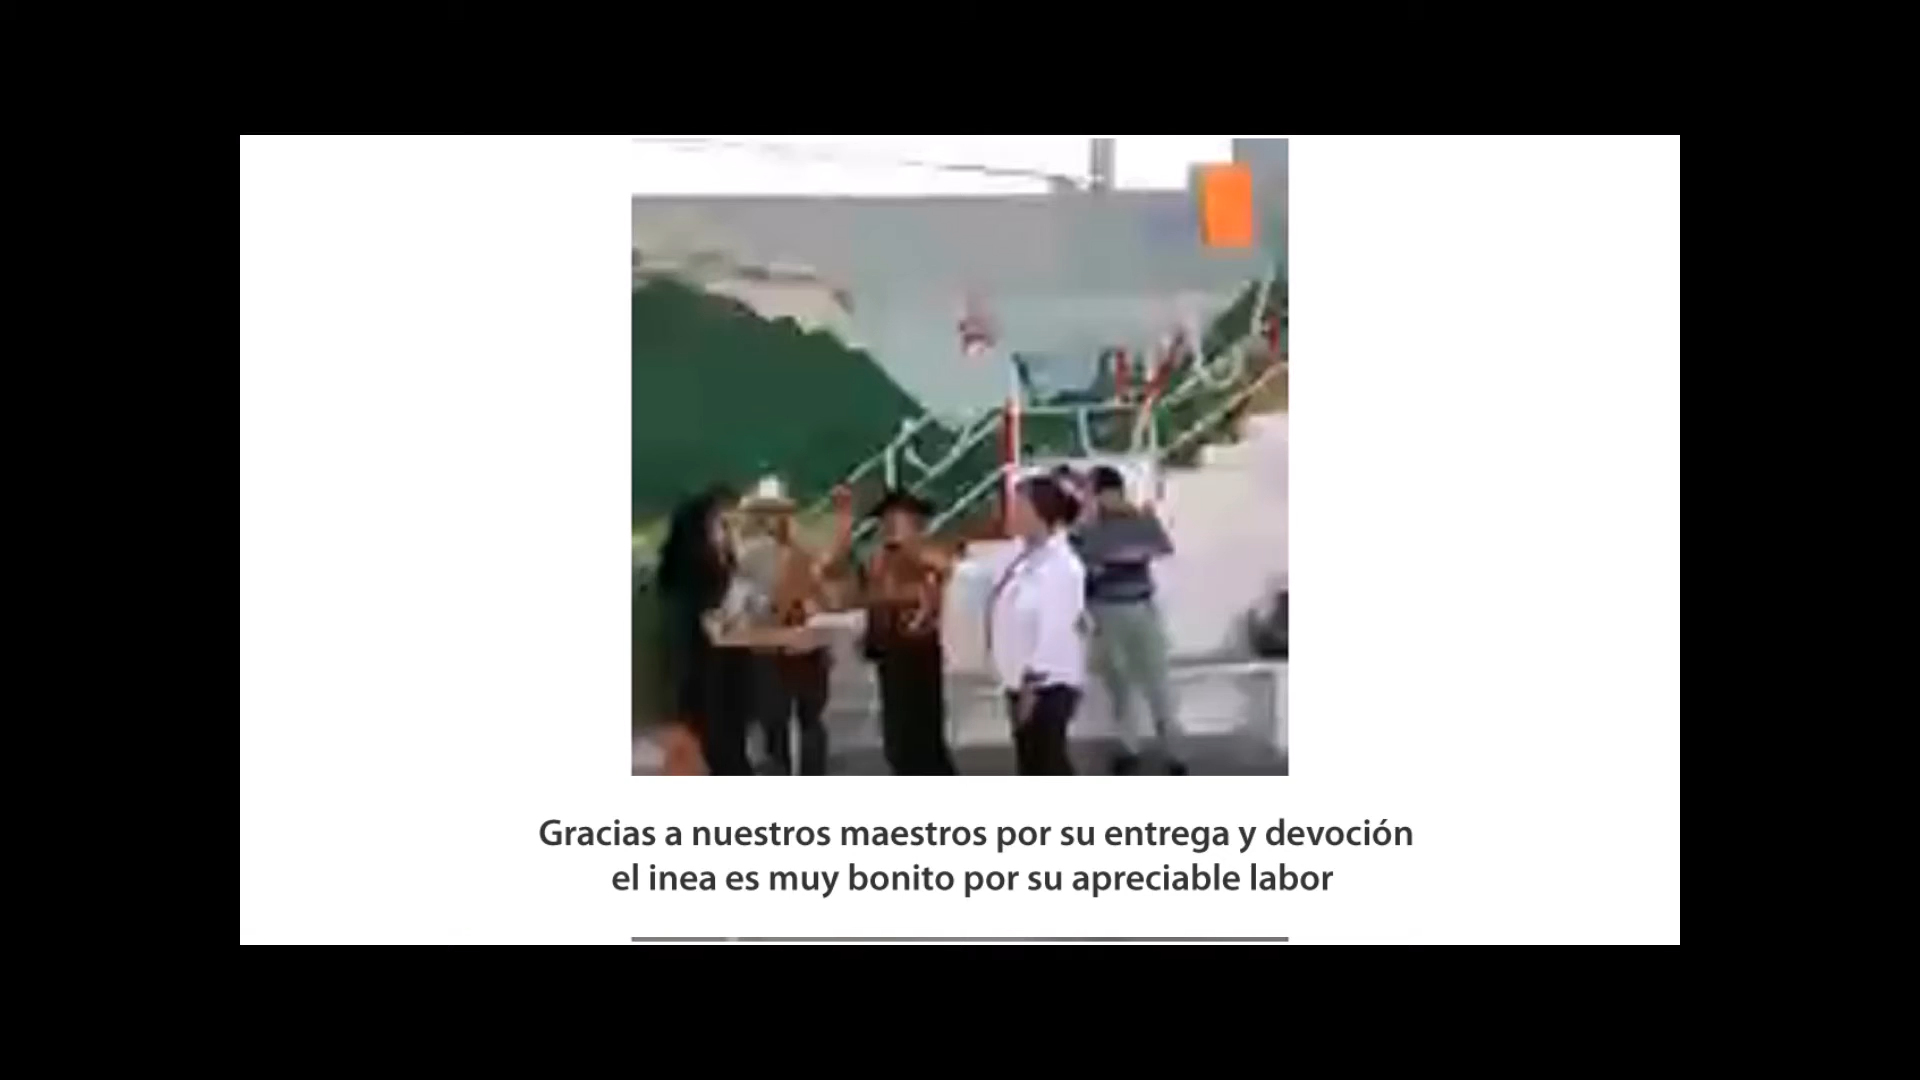 Gracias a nuestros maestros por su entrega y devoción
el inea es muy bonito por su apreciable labor